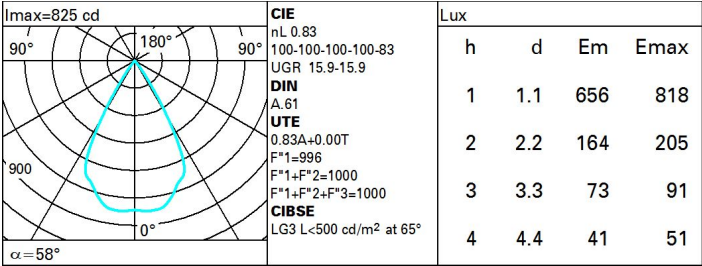 Imax=825 cd
90°
180°
90°
900
0°
α=58°
CIE
nL 0.83
100-100-100-100-83
UGR 15.9-15.9
DIN
A.61
UTE
0.83A+0.00T
F"1=996
F"1+F"2=1000
F"1+F"2+F"3=1000
CIBSE
LG3 L<500 cd/m² at 65°
Lux
h d Em Emax
1 1.1 656 818
2 2.2 164 205
3 3.3 73 91
4 4.4 41 51